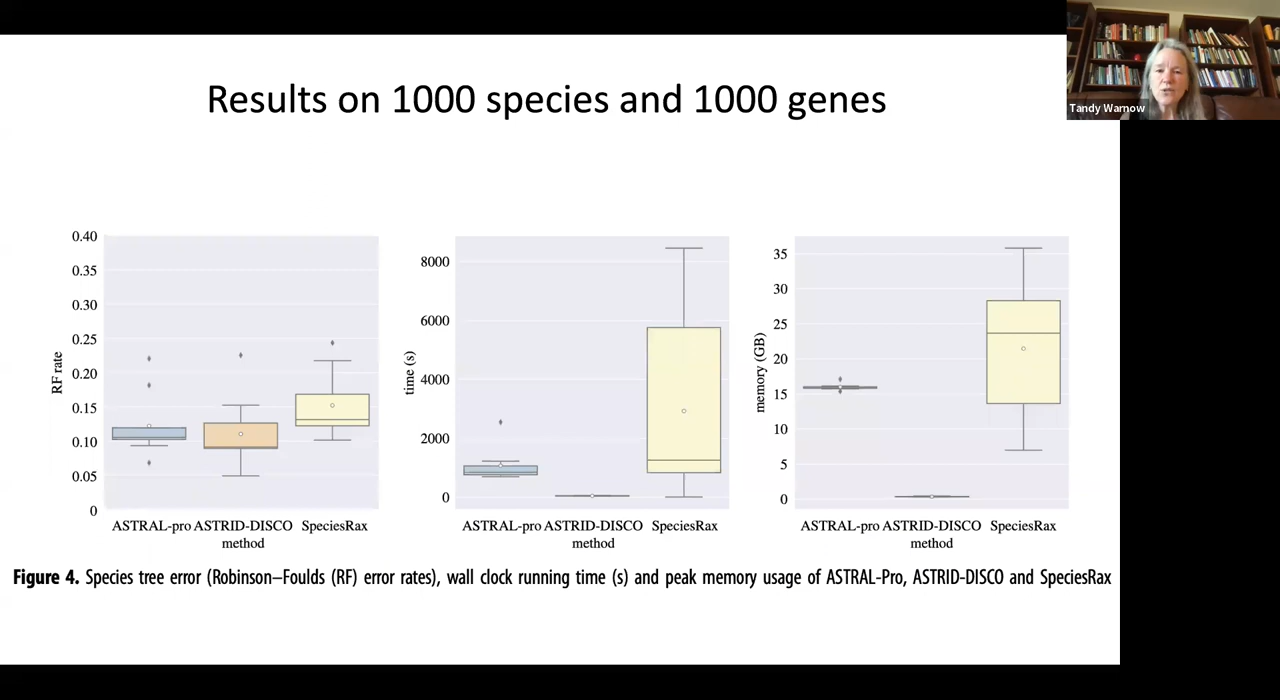 Results on 1000 species and 1000 genes
Tandy Warnow
0.40
0.35
0.30
0.25
0.20
0.15
0.10
0.05
0
RF rate
ASTRAL-pro ASTRID-DISCO SpeciesRax
method
8000
6000
4000
2000
0
time (s)
ASTRAL-pro ASTRID-DISCO SpeciesRax
method
35
30
25
20
15
10
5
0
memory (GB)
ASTRAL-pro ASTRID-DISCO SpeciesRax
method
Figure 4. Species tree error (Robinson–Foulds (RF) error rates), wall clock running time (s) and peak memory usage of ASTRAL-Pro, ASTRID-DISCO and SpeciesRax